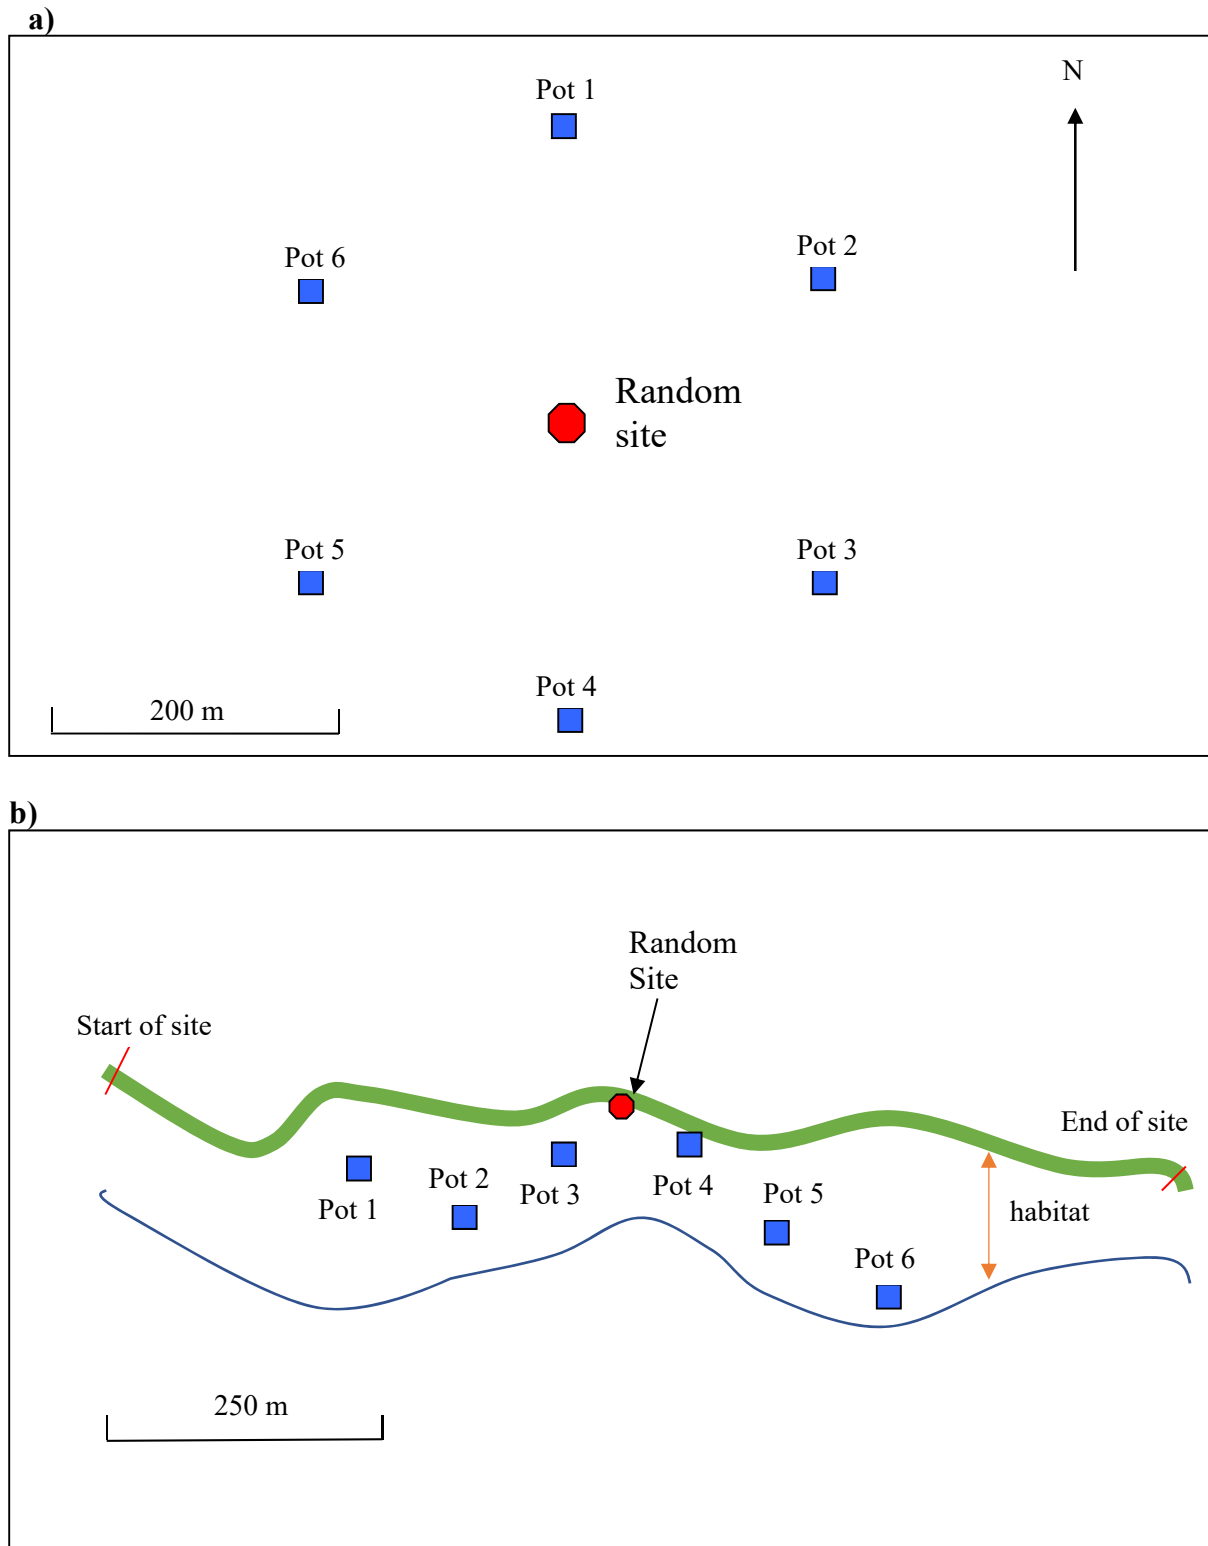 a)
Pot 1
N
Pot 6
Pot 2
Random
site
Pot 5
Pot 3
Pot 4
200 m
b)
Random
Site
Start of site
End of site
Pot 1
Pot 2
Pot 3
Pot 4
Pot 5
habitat
Pot 6
250 m